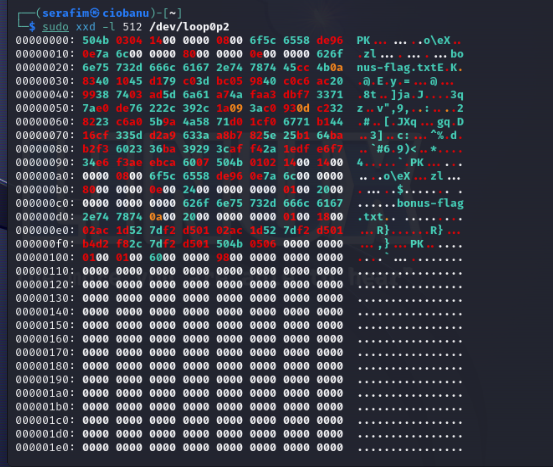 ┌──(serafim㉿ciobanu)-[~]
└─$ sudo xxd -l 512 /dev/loop0p2
00000000: 504b 0304 1400 0000 0800 6f5c 6558 de96  PK........o\eX..
00000010: 0e7a 6c00 0000 8000 0000 0e00 0000 626f  .zl...........bo
00000020: 6e75 732d 666c 6167 2e74 7874 45cc 4b0a  nus-flag.txtE.K.
00000030: 8340 1045 d179 c03d bc05 9840 c0c6 ac20  .@.E.y.=...@... 
00000040: 9938 7403 ad5d 6a61 a74a faa3 dbf7 3371  .8t..]ja.J....3q
00000050: 7ae0 de76 222c 392c 1a09 3ac0 930d c232  z..v",9,..:....2
00000060: 8223 c6a0 5b9a 4a58 71d0 1cf0 6771 b144  .#..[.JXq...gq.D
00000070: 16cf 335d d2a9 633a a8b7 825e 25b1 64ba  ..3]..c:...^%.d.
00000080: b2f3 6023 36ba 3929 3caf f42a 1edf e6f7  ..`#6.9)<..*....
00000090: 34e6 f3ae ebca 6007 504b 0102 1400 1400  4.....`.PK......
000000a0: 0000 0800 6f5c 6558 de96 0e7a 6c00 0000  ....o\eX...zl...
000000b0: 8000 0000 0e00 2400 0000 0000 0100 2000  ......$....... .
000000c0: 0000 0000 0000 626f 6e75 732d 666c 6167  ......bonus-flag
000000d0: 2e74 7874 0a00 2000 0000 0000 0100 1800  .txt.. .........
000000e0: 02ac 1d52 7df2 d501 02ac 1d52 7df2 d501  ...R}......R}...
000000f0: b4d2 f82c 7df2 d501 504b 0506 0000 0000  ...,}...PK......
00000100: 0100 0100 6000 0000 9800 0000 0000 0000  ....`...........
00000110: 0000 0000 0000 0000 0000 0000 0000 0000  ................
00000120: 0000 0000 0000 0000 0000 0000 0000 0000  ................
00000130: 0000 0000 0000 0000 0000 0000 0000 0000  ................
00000140: 0000 0000 0000 0000 0000 0000 0000 0000  ................
00000150: 0000 0000 0000 0000 0000 0000 0000 0000  ................
00000160: 0000 0000 0000 0000 0000 0000 0000 0000  ................
00000170: 0000 0000 0000 0000 0000 0000 0000 0000  ................
00000180: 0000 0000 0000 0000 0000 0000 0000 0000  ................
00000190: 0000 0000 0000 0000 0000 0000 0000 0000  ................
000001a0: 0000 0000 0000 0000 0000 0000 0000 0000  ................
000001b0: 0000 0000 0000 0000 0000 0000 0000 0000  ................
000001c0: 0000 0000 0000 0000 0000 0000 0000 0000  ................
000001d0: 0000 0000 0000 0000 0000 0000 0000 0000  ................
000001e0: 0000 0000 0000 0000 0000 0000 0000 0000  ................